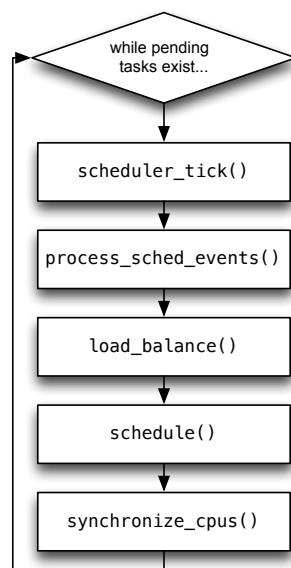 while pending
tasks exist...
scheduler_tick()
process_sched_events()
load_balance()
schedule()
synchronize_cpus()